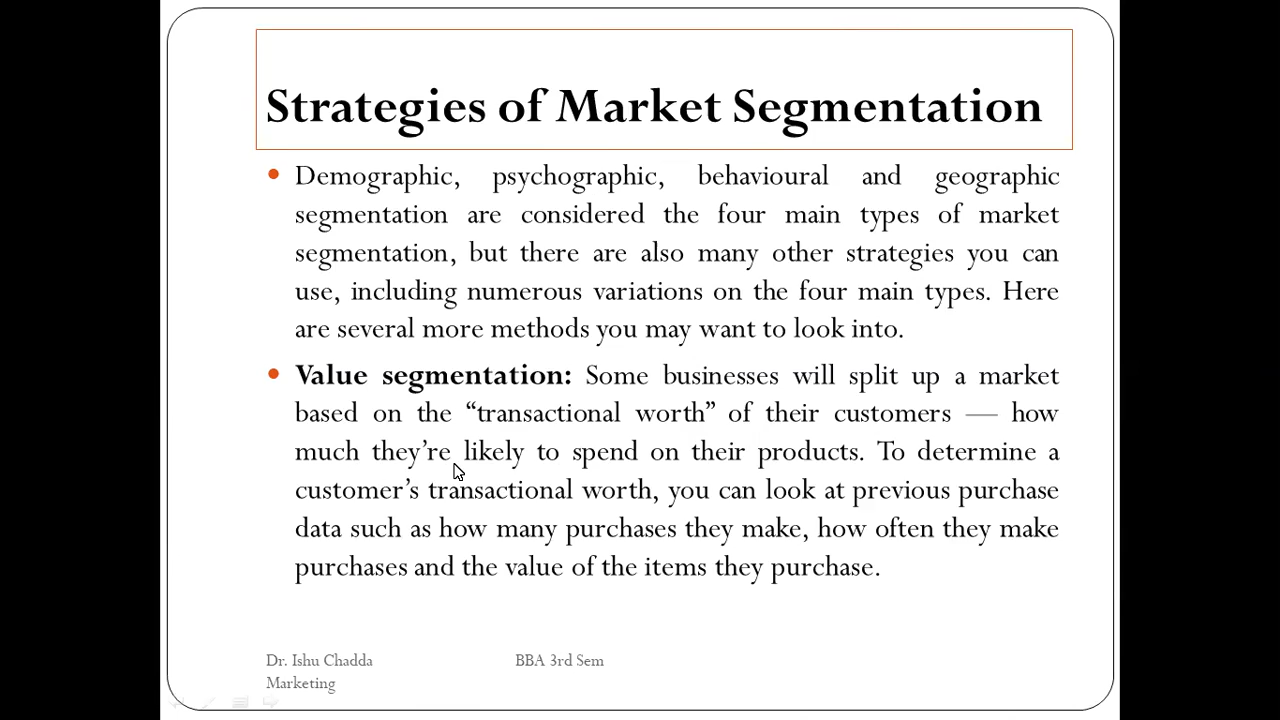 Strategies of Market Segmentation
• Demographic, psychographic, behavioural and geographic
segmentation are considered the four main types of market
segmentation, but there are also many other strategies you can
use, including numerous variations on the four main types. Here
are several more methods you may want to look into.
• Value segmentation: Some businesses will split up a market
based on the “transactional worth” of their customers — how
much they’re likely to spend on their products. To determine a
customer’s transactional worth, you can look at previous purchase
data such as how many purchases they make, how often they make
purchases and the value of the items they purchase.
Dr. Ishu Chadda BBA 3rd Sem
Marketing